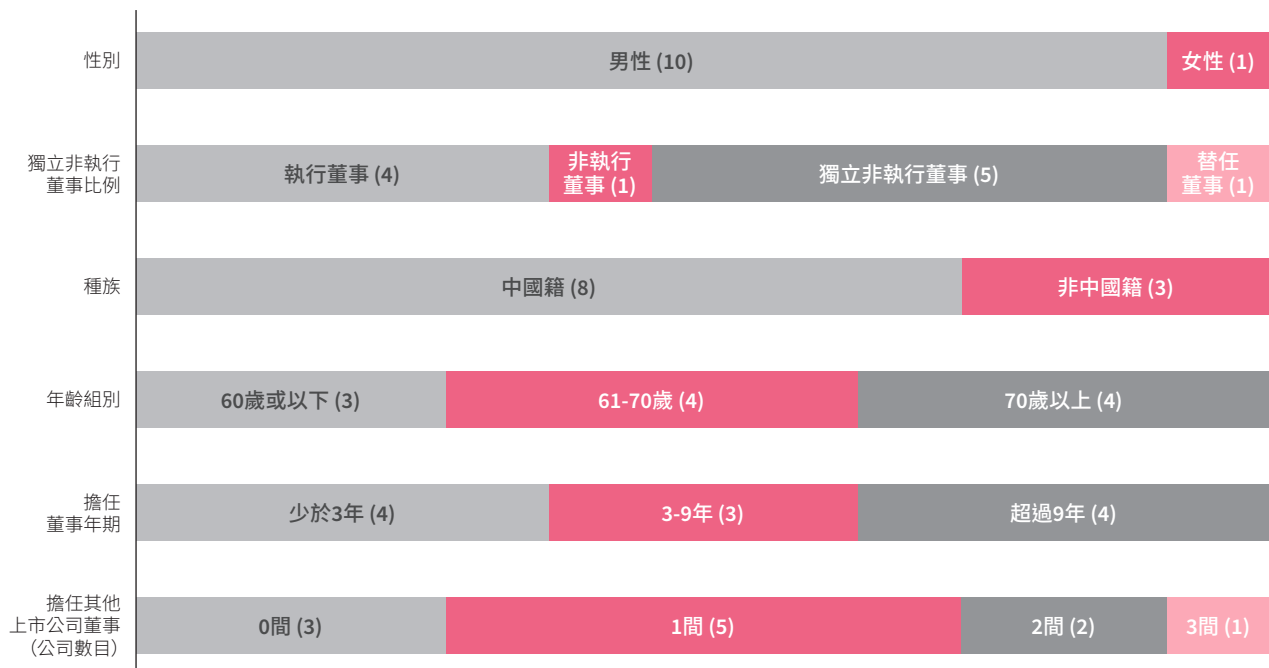 性別
男性 (10)
女性 (1)
獨立非執行
董事比例
執行董事 (4)
非執行
董事 (1)
獨立非執行董事 (5)
替任
董事 (1)
種族
中國籍 (8)
非中國籍 (3)
年齡組別
60歲或以下 (3)
61-70歲 (4)
70歲以上 (4)
擔任
董事年期
少於3年 (4)
3-9年 (3)
超過9年 (4)
擔任其他
上市公司董事
（公司數目）
0間 (3)
1間 (5)
2間 (2)
3間 (1)